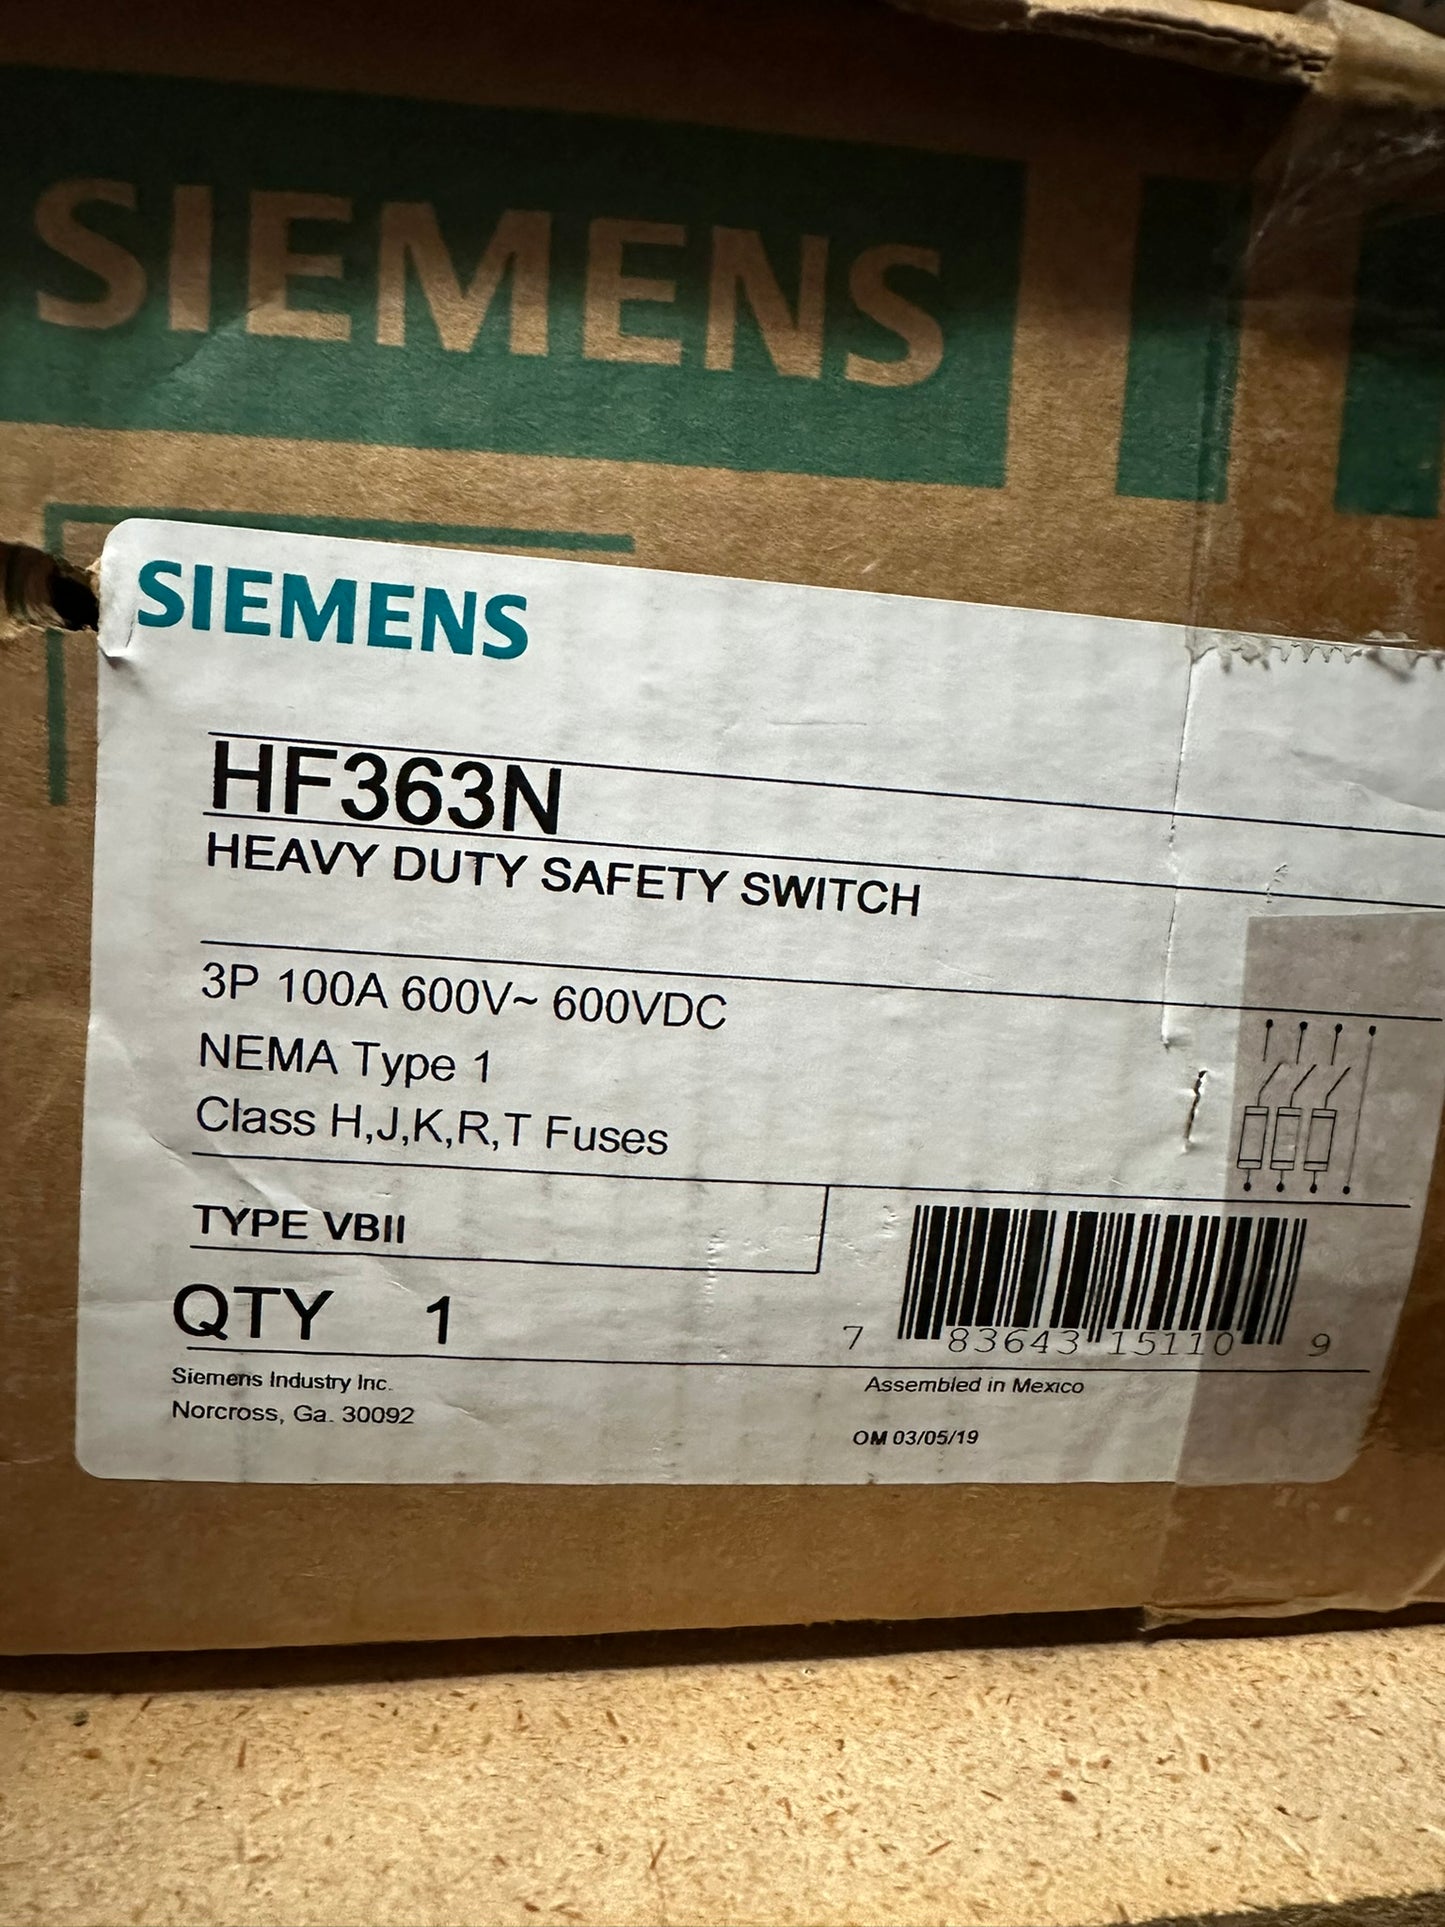 SIEMENS
SIEMENS
HF363N
HEAVY DUTY SAFETY SWITCH
3P 100A 600V~ 600VDC
NEMA Type 1
Class H,J,K,R,T Fuses
TYPE VBII
QTY 1
7 83643 15110 9
Siemens Industry Inc.
Norcross, Ga. 30092
Assembled in Mexico
OM 03/05/19